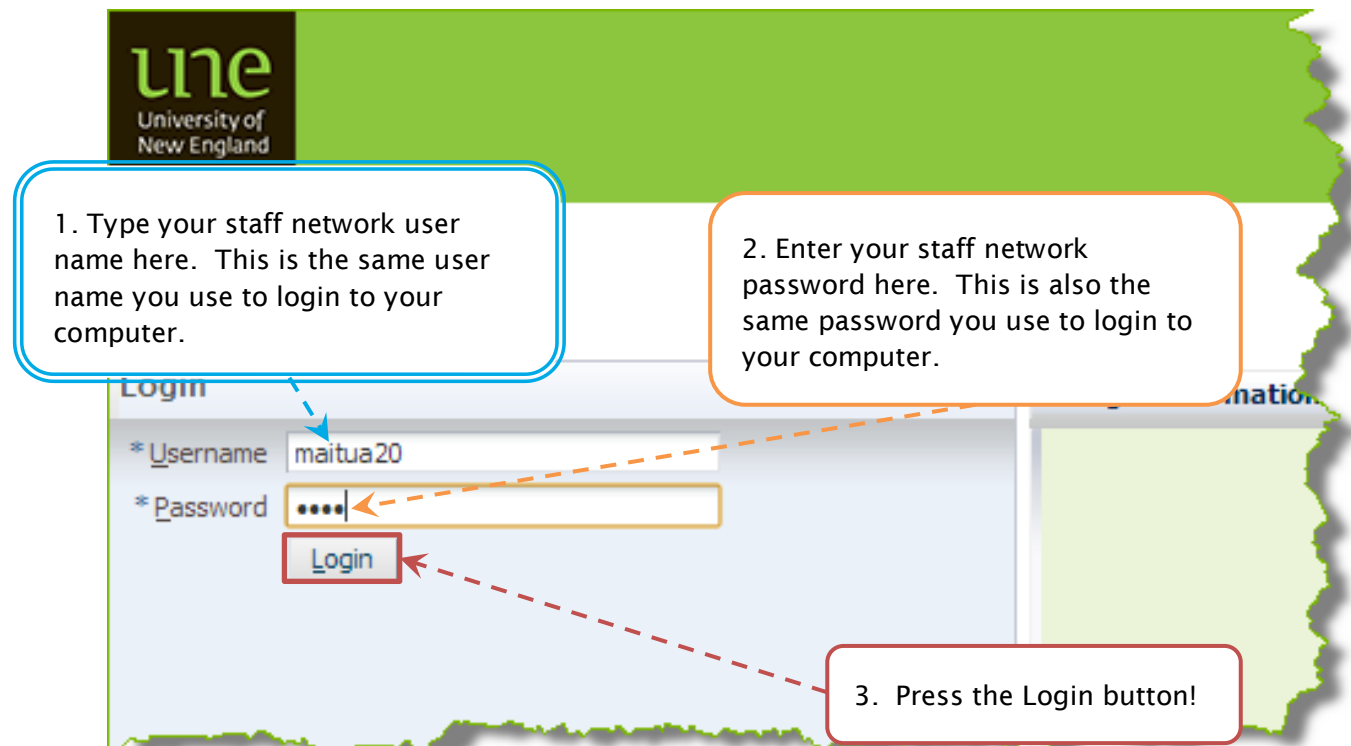 une
University of
New England
1. Type your staff network user
name here.  This is the same user
name you use to login to your
computer.
2. Enter your staff network
password here.  This is also the
same password you use to login to
your computer.
Login
mation
* Username maitua20
* Password ••••
Login
3.  Press the Login button!